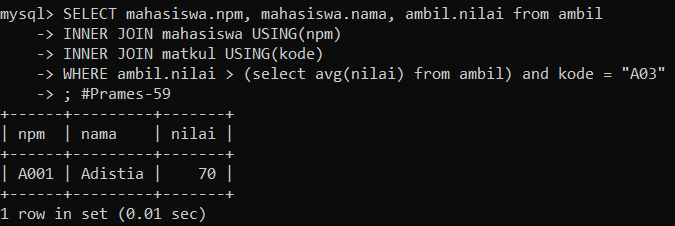 mysql> SELECT mahasiswa.npm, mahasiswa.nama, ambil.nilai from ambil
    -> INNER JOIN mahasiswa USING(npm)
    -> INNER JOIN matkul USING(kode)
    -> WHERE ambil.nilai > (select avg(nilai) from ambil) and kode = "A03"
    -> ; #Prames-59
+------+---------+-------+
| npm  | nama    | nilai |
+------+---------+-------+
| A001 | Adistia |    70 |
+------+---------+-------+
1 row in set (0.01 sec)